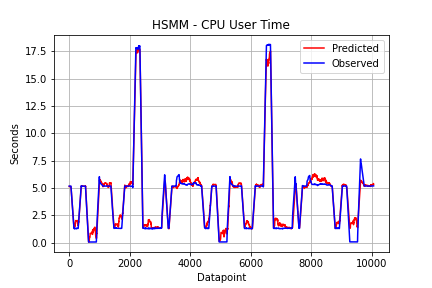 HSMM - CPU User Time
Predicted
Observed
17.5
15.0
12.5
10.0
7.5
5.0
2.5
0.0
Seconds
0 2000 4000 6000 8000 10000
Datapoint